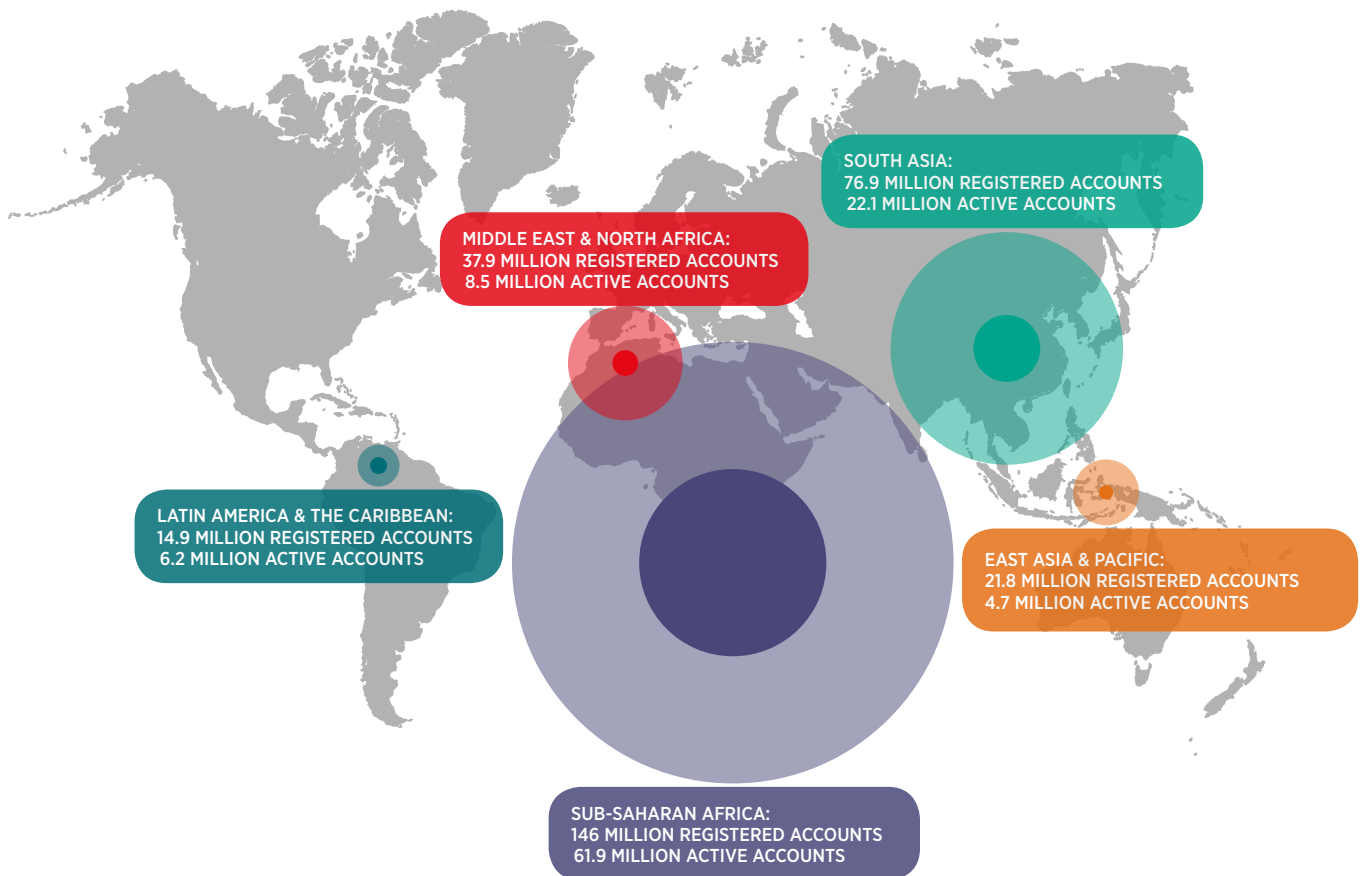 SOUTH ASIA:
76.9 MILLION REGISTERED ACCOUNTS
22.1 MILLION ACTIVE ACCOUNTS
MIDDLE EAST & NORTH AFRICA:
37.9 MILLION REGISTERED ACCOUNTS
8.5 MILLION ACTIVE ACCOUNTS
LATIN AMERICA & THE CARIBBEAN:
14.9 MILLION REGISTERED ACCOUNTS
6.2 MILLION ACTIVE ACCOUNTS
EAST ASIA & PACIFIC:
21.8 MILLION REGISTERED ACCOUNTS
4.7 MILLION ACTIVE ACCOUNTS
SUB-SAHARAN AFRICA:
146 MILLION REGISTERED ACCOUNTS
61.9 MILLION ACTIVE ACCOUNTS